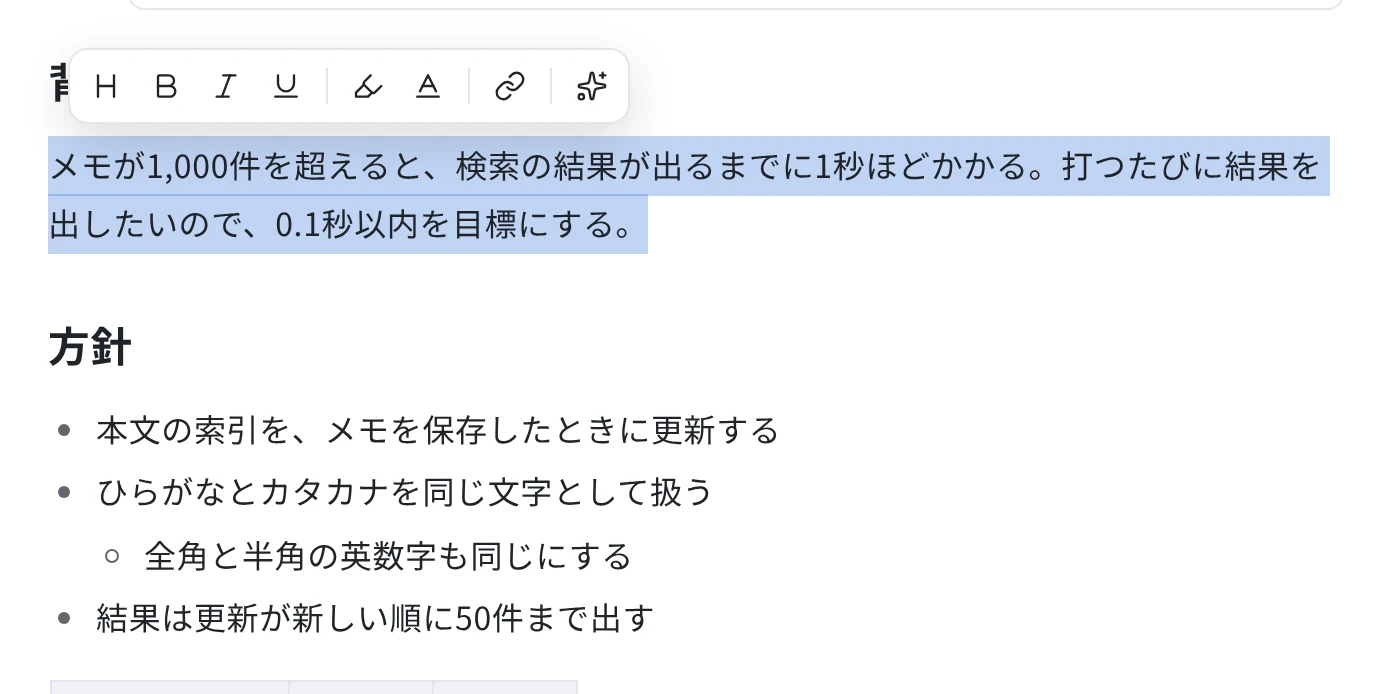 H B I U A
メモが1,000件を超えると、検索の結果が出るまでに1秒ほどかかる。打つたびに結果を
出したいので、0.1秒以内を目標にする。
方針
本文の索引を、メモを保存したときに更新する
ひらがなとカタカナを同じ文字として扱う
全角と半角の英数字も同じにする
結果は更新が新しい順に50件まで出す